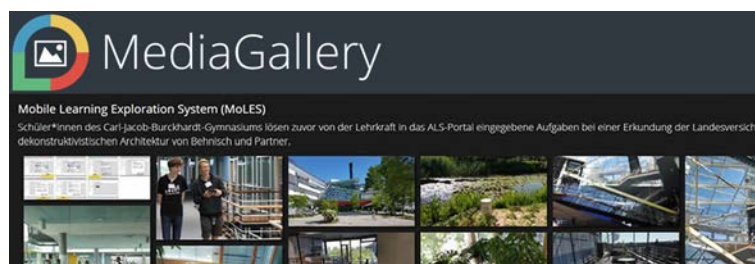 MediaGallery
Mobile Learning Exploration System (MoLES)
Schüler*innen des Carl-Jacob-Burckhardt-Gymnasiums lösen zuvor von der Lehrkraft in das ALS-Portal eingegebene Aufgaben bei einer Erkundung der
dekonstruktivistischen Architektur von Behnisch und Partner.